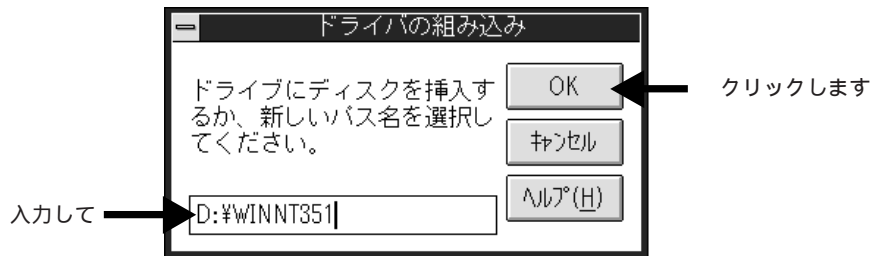 ドライバの組み込み
ドライブにディスクを挿入す
るか、新しいパス名を選択し
てください。
OK
クリックします
ｷｬﾝｾﾙ
ﾍﾙﾌﾟ(H)
入力して
D:¥WINNT351